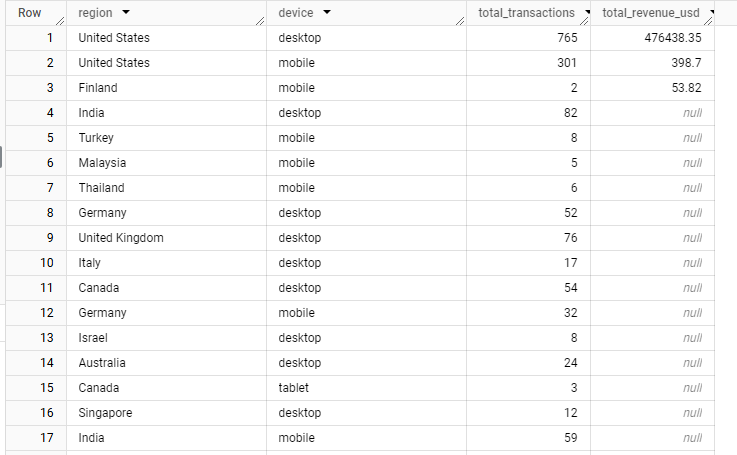 Row region device total_transactions total_revenue_usd
1 United States desktop 765 476438.35
2 United States mobile 301 398.7
3 Finland mobile 2 53.82
4 India desktop 82 null
5 Turkey mobile 8 null
6 Malaysia mobile 5 null
7 Thailand mobile 6 null
8 Germany desktop 52 null
9 United Kingdom desktop 76 null
10 Italy desktop 17 null
11 Canada desktop 54 null
12 Germany mobile 32 null
13 Israel desktop 8 null
14 Australia desktop 24 null
15 Canada tablet 3 null
16 Singapore desktop 12 null
17 India mobile 59 null